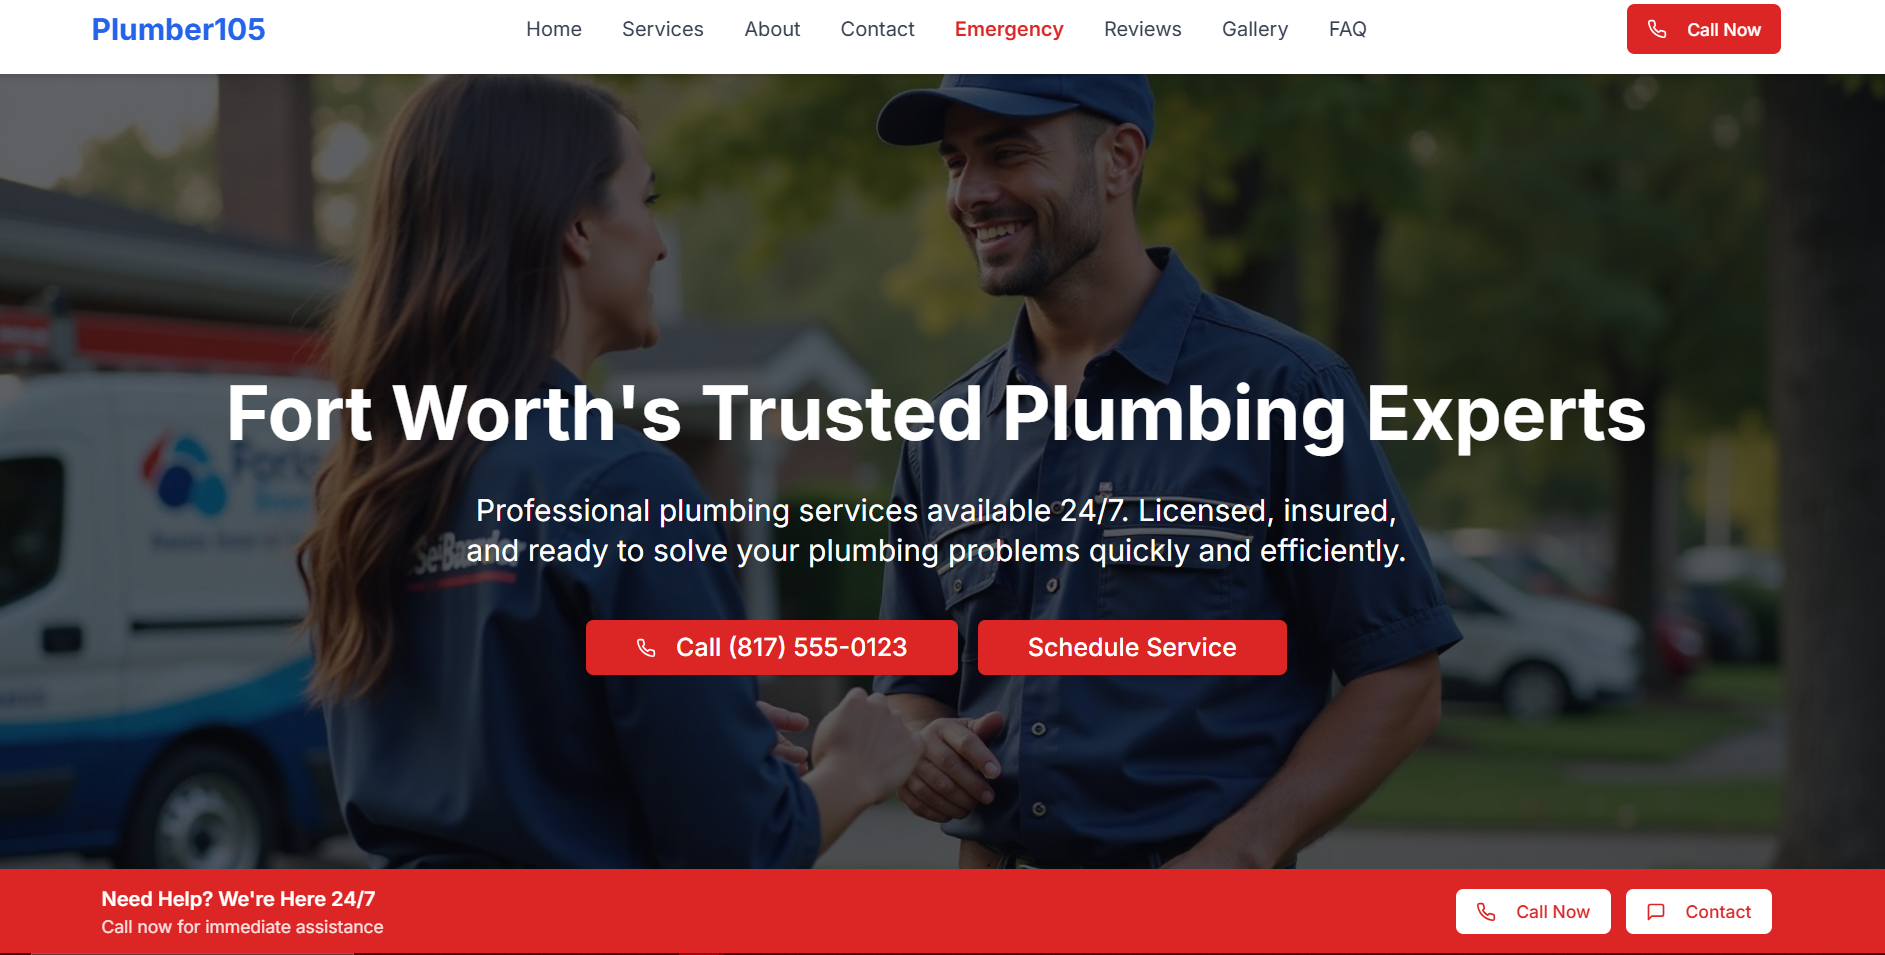 Plumber105
Home Services About Contact Emergency Reviews Gallery FAQ
Call Now
Fort Worth's Trusted Plumbing Experts
Professional plumbing services available 24/7. Licensed, insured,
and ready to solve your plumbing problems quickly and efficiently.
Call (817) 555-0123
Schedule Service
Need Help? We're Here 24/7
Call now for immediate assistance
Call Now
Contact